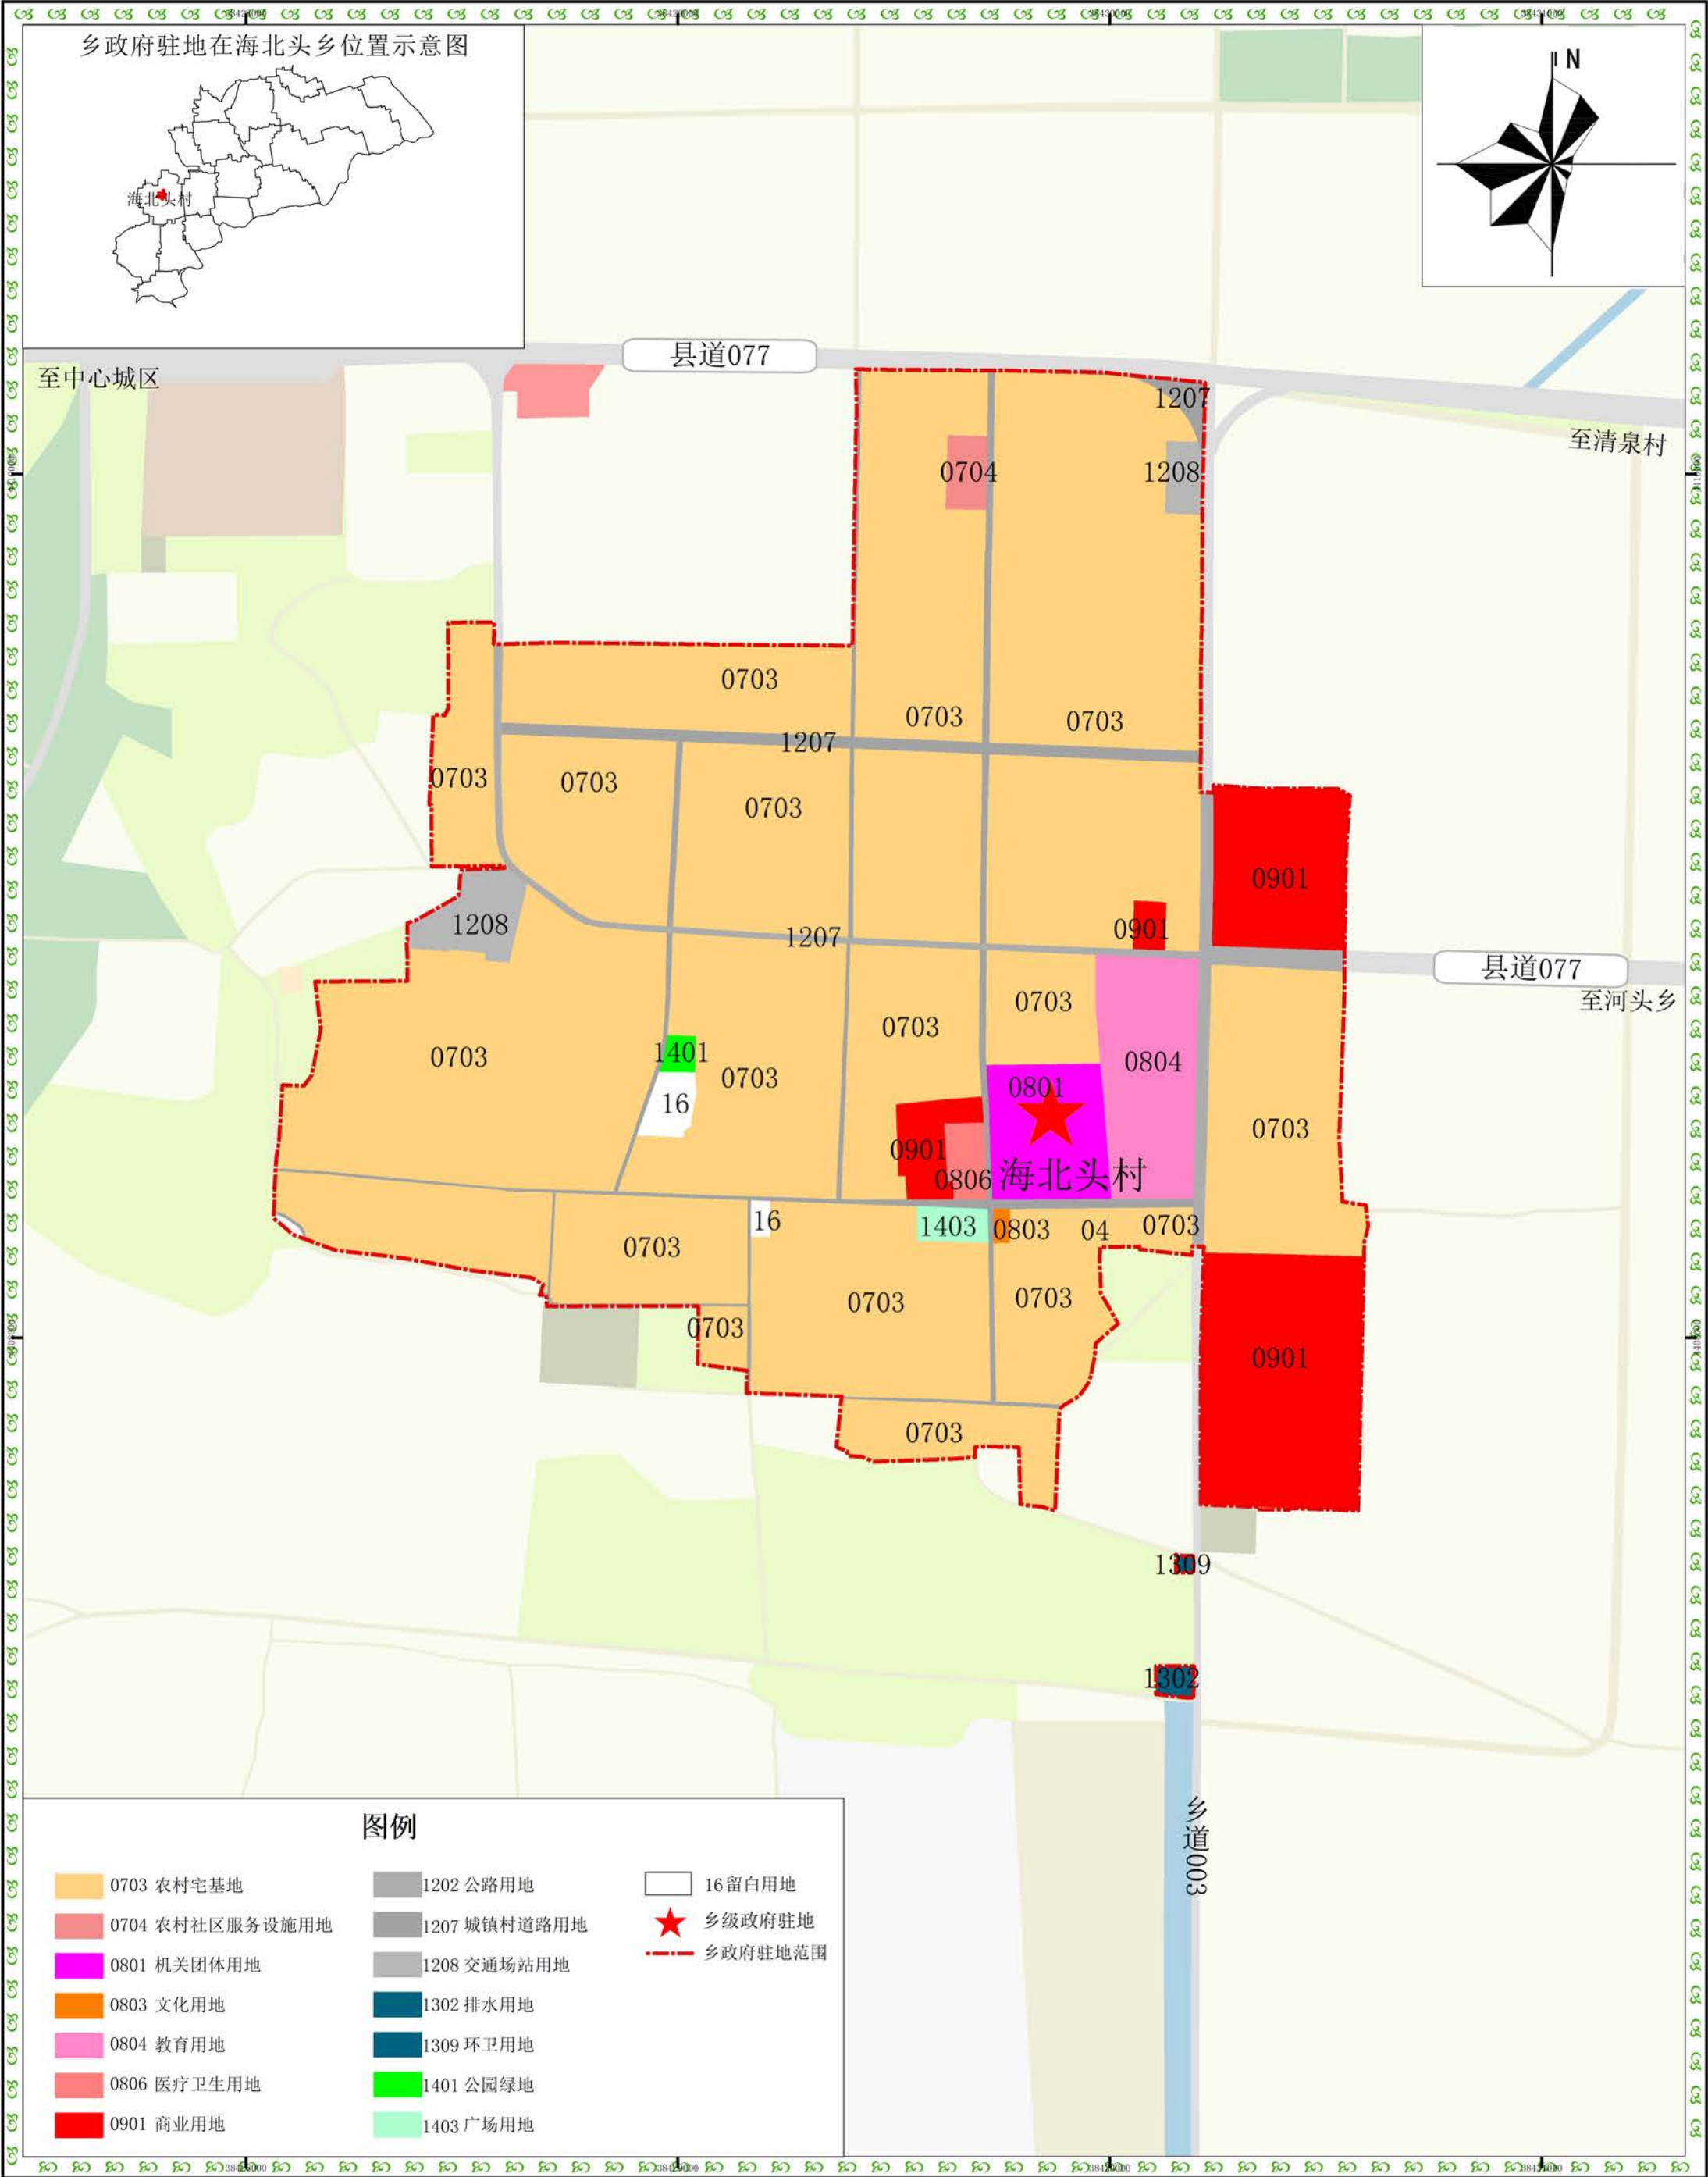 乡政府驻地在海北头乡位置示意图
N
海北头村
县道077
至中心城区
1207
至清泉村
0704
1208
0703
0703
0703
1207
0703
0703
0703
0901
1208
0901
1207
县道077
至河头乡
0703
0703
0703
1401
0804
0703
0801
16
0703
0901
0806
海北头村
16
1403
0803
04
0703
0703
0703
0703
0703
0901
0703
1309
1302
乡道003
图例
0703 农村宅基地
0704 农村社区服务设施用地
0801 机关团体用地
0803 文化用地
0804 教育用地
0806 医疗卫生用地
0901 商业用地
1202 公路用地
1207 城镇村道路用地
1208 交通场站用地
1302 排水用地
1309 环卫用地
1401 公园绿地
1403 广场用地
16留白用地
乡级政府驻地
乡政府驻地范围